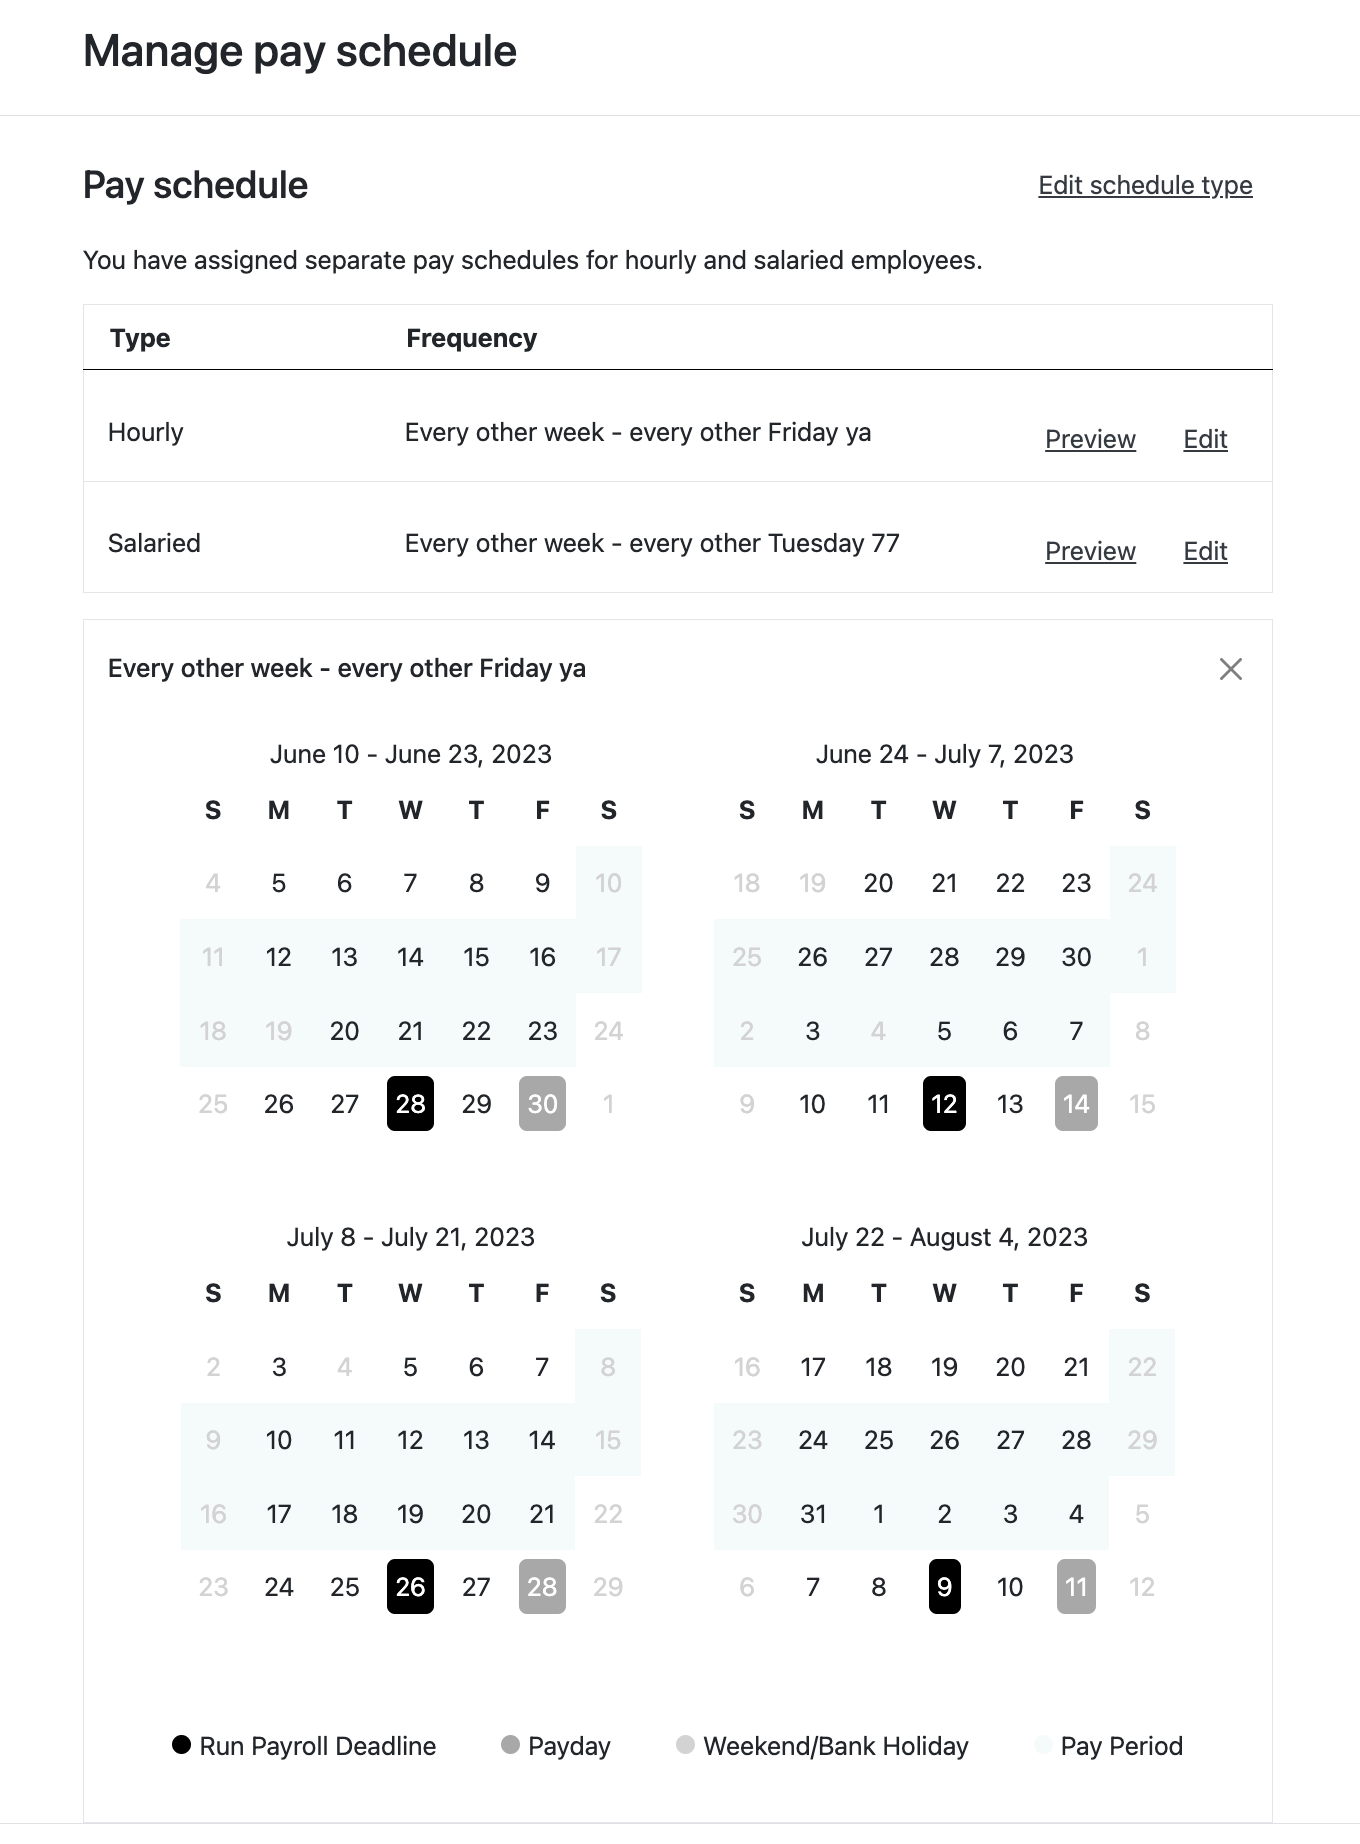 Manage pay schedule
Pay schedule
Edit schedule type
You have assigned separate pay schedules for hourly and salaried employees.
Type Frequency
Hourly Every other week - every other Friday ya Preview Edit
Salaried Every other week - every other Tuesday 77 Preview Edit
Every other week - every other Friday ya
June 10 - June 23, 2023
S M T W T F S
4 5 6 7 8 9 10
11 12 13 14 15 16 17
18 19 20 21 22 23 24
25 26 27 28 29 30 1
June 24 - July 7, 2023
S M T W T F S
18 19 20 21 22 23 24
25 26 27 28 29 30 1
2 3 4 5 6 7 8
9 10 11 12 13 14 15
July 8 - July 21, 2023
S M T W T F S
2 3 4 5 6 7 8
9 10 11 12 13 14 15
16 17 18 19 20 21 22
23 24 25 26 27 28 29
July 22 - August 4, 2023
S M T W T F S
16 17 18 19 20 21 22
23 24 25 26 27 28 29
30 31 1 2 3 4 5
6 7 8 9 10 11 12
Run Payroll Deadline Payday Weekend/Bank Holiday Pay Period